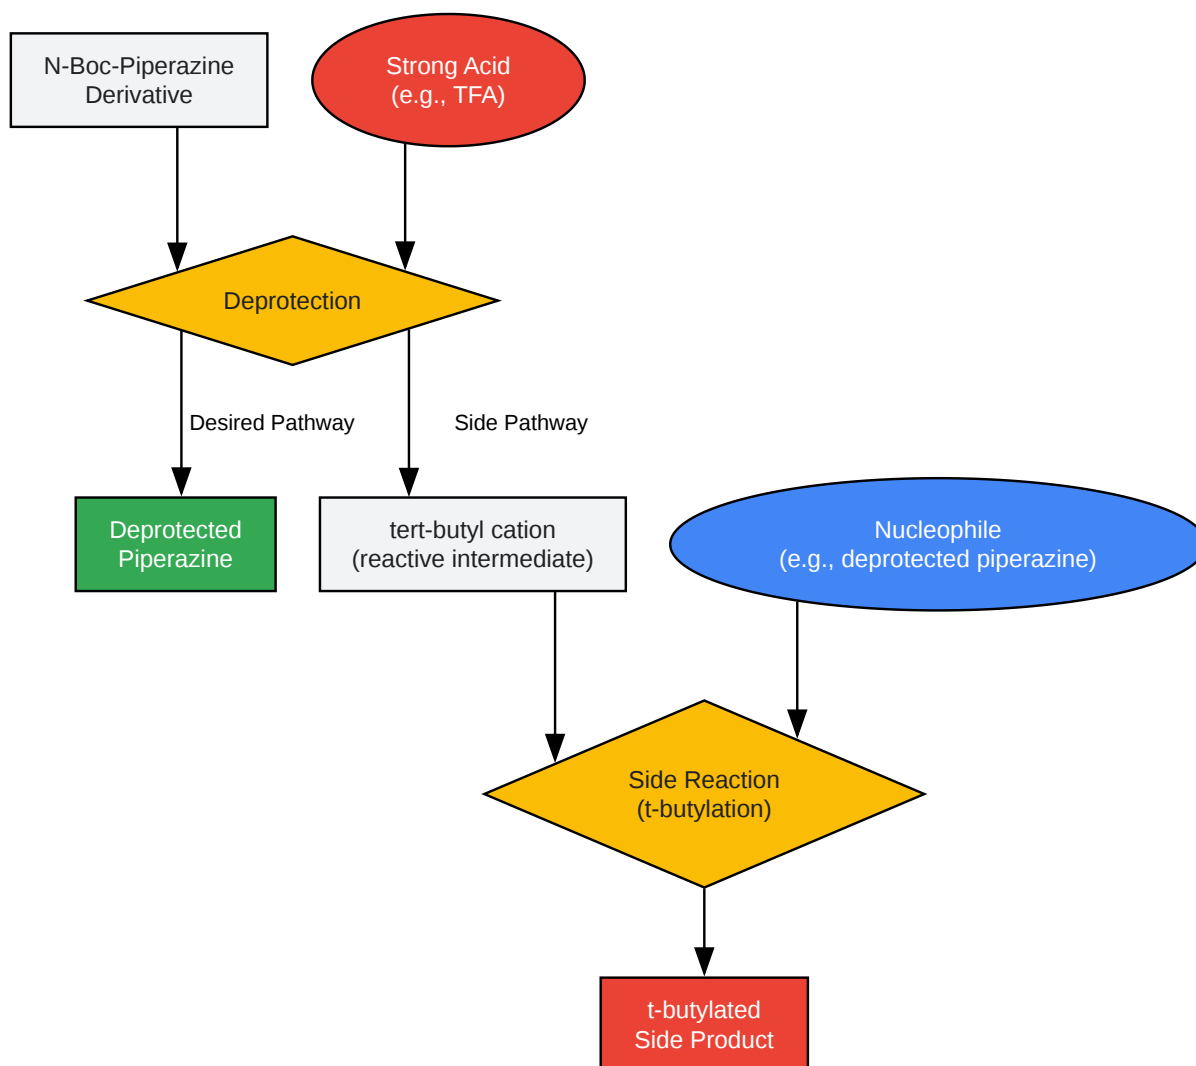 N-Boc-Piperazine
Derivative
Strong Acid
(e.g., TFA)
Deprotection
Desired Pathway
Side Pathway
Deprotected
Piperazine
tert-butyl cation
(reactive intermediate)
Nucleophile
(e.g., deprotected piperazine)
Side Reaction
(t-butylation)
t-butylated
Side Product